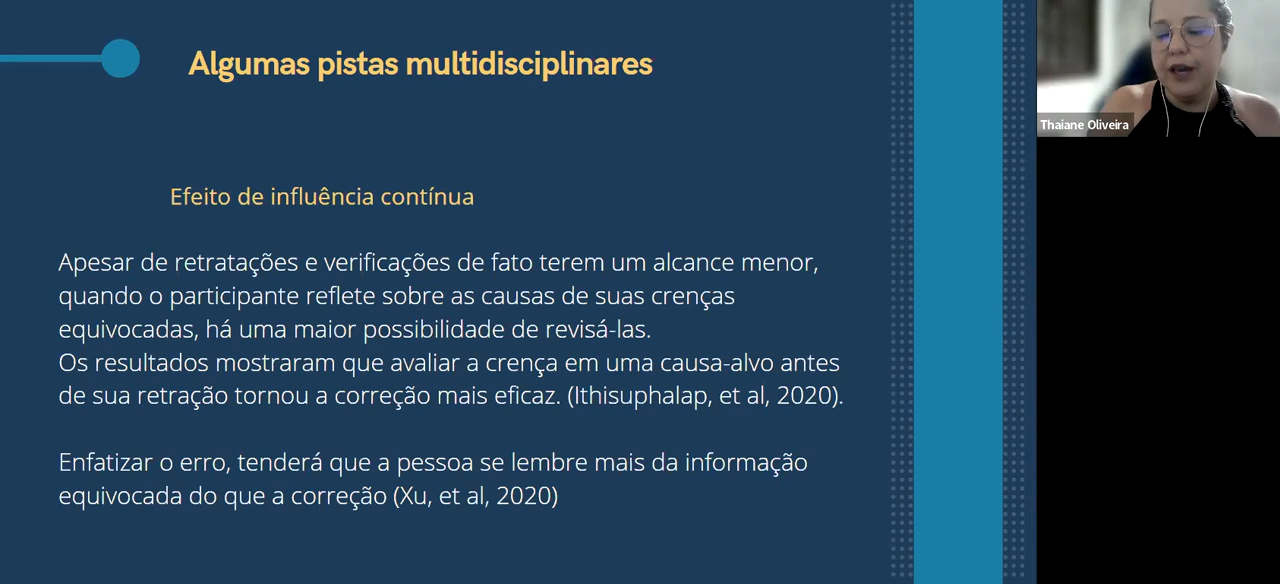 Algumas pistas multidisciplinares
Thaiane Oliveira
Efeito de influência contínua
Apesar de retratações e verificações de fato terem um alcance menor,
quando o participante reflete sobre as causas de suas crenças
equivocadas, há uma maior possibilidade de revisá-las.
Os resultados mostraram que avaliar a crença em uma causa-alvo antes
de sua retração tornou a correção mais eficaz. (Ithisuphalap, et al, 2020).
Enfatizar o erro, tenderá que a pessoa se lembre mais da informação
equivocada do que a correção (Xu, et al, 2020)